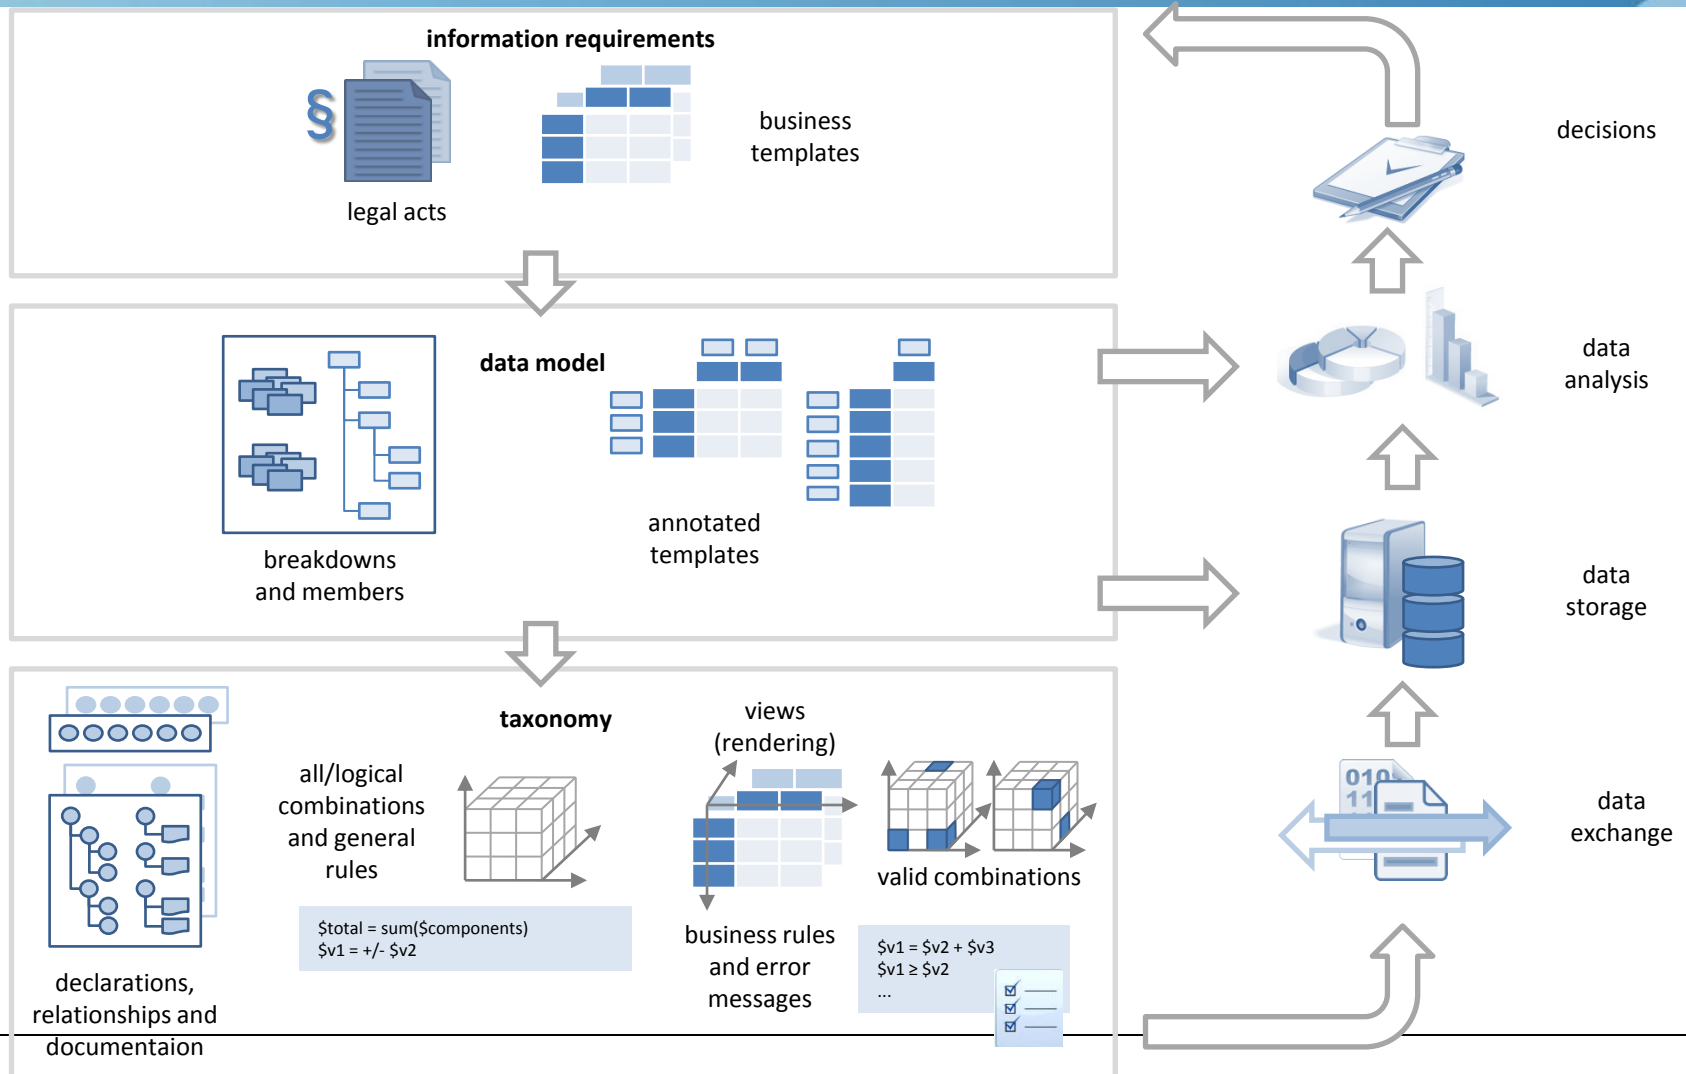 information requirements
§
legal acts
business
templates
decisions
data model
breakdowns
and members
annotated
templates
data
analysis
data
storage
taxonomy
declarations,
relationships and
documentaion
all/logical
combinations
and general
rules
$total = sum($components)
$v1 = +/- $v2
views
(rendering)
valid combinations
business rules
and error
messages
$v1 = $v2 + $v3
$v1 ≥ $v2
...
010
11
data
exchange